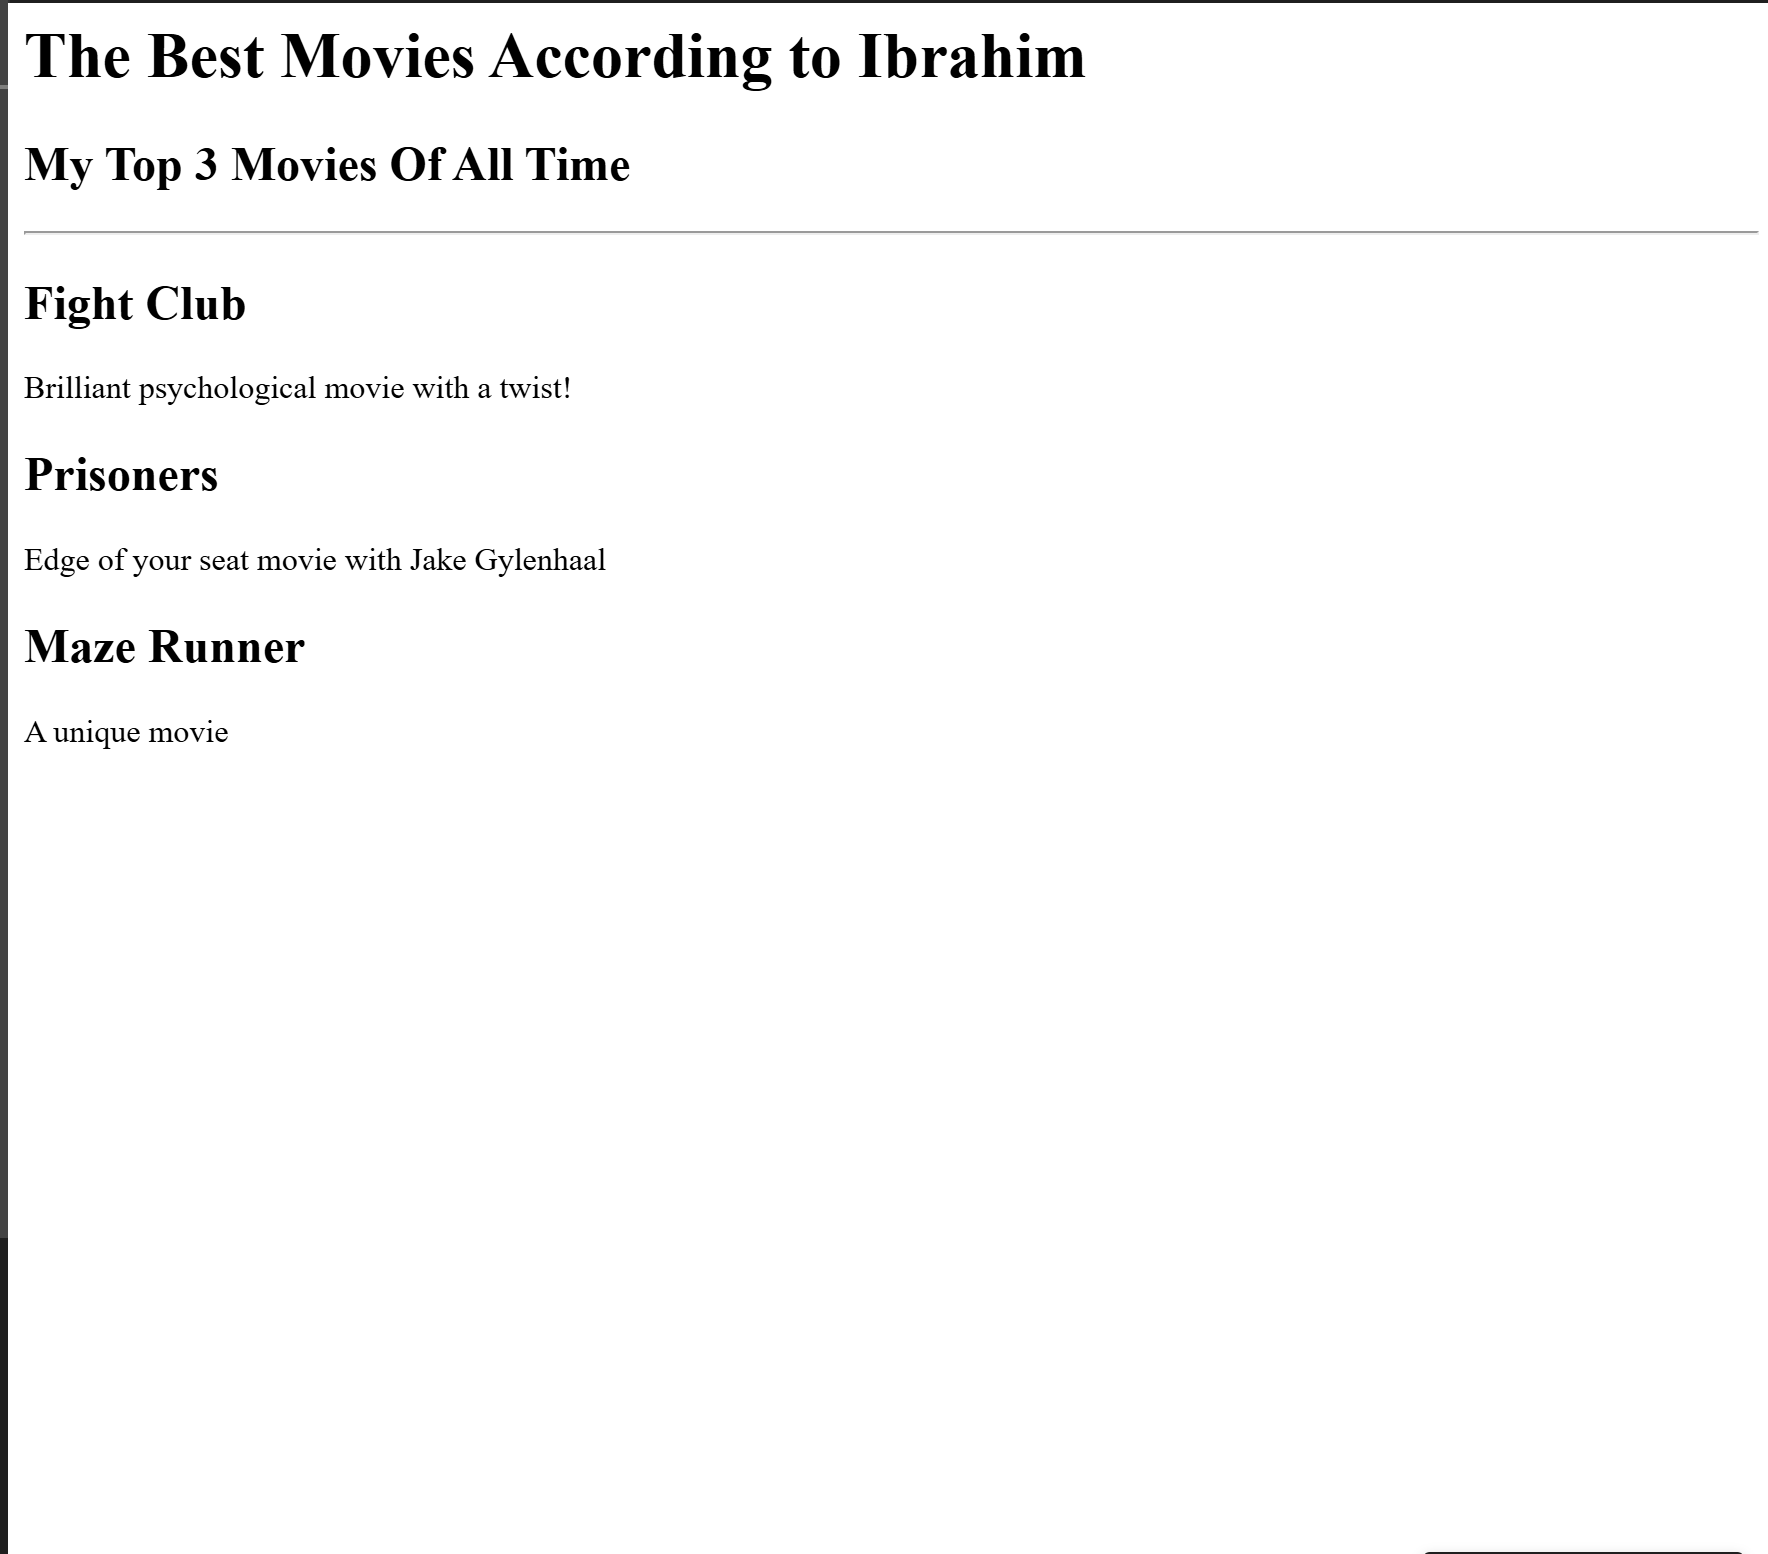 The Best Movies According to Ibrahim
My Top 3 Movies Of All Time
Fight Club
Brilliant psychological movie with a twist!
Prisoners
Edge of your seat movie with Jake Gylenhaal
Maze Runner
A unique movie